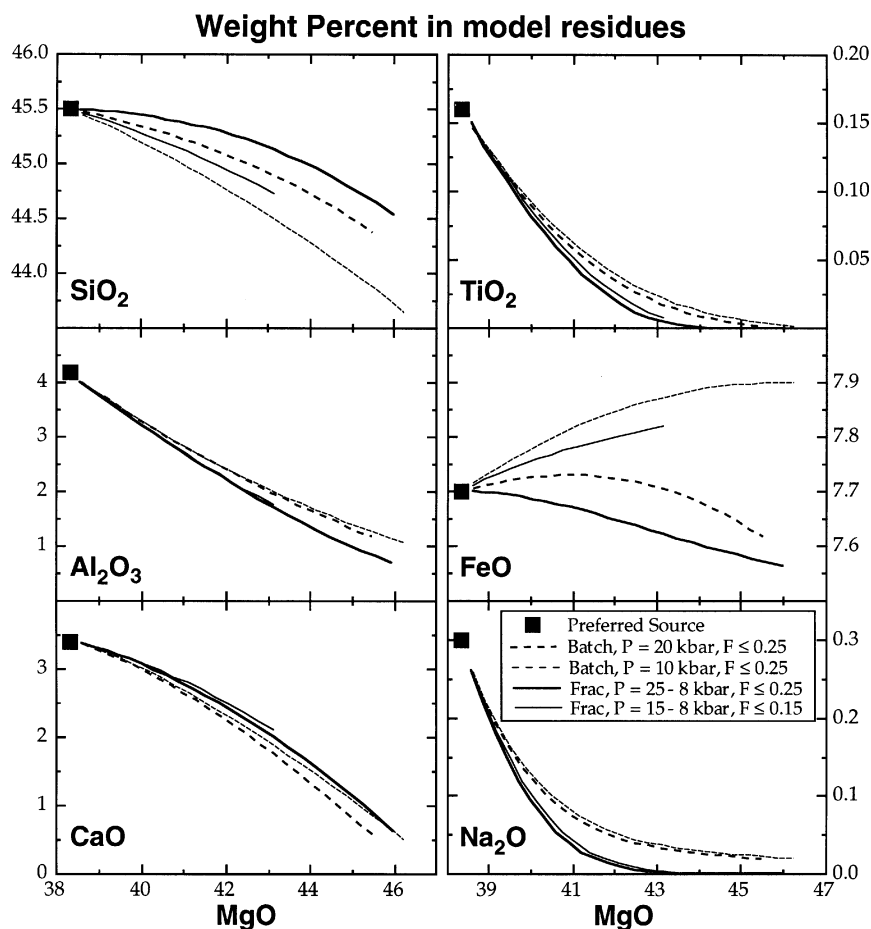 Weight Percent in model residues
46.0
45.5
45.0
44.5
44.0
SiO₂
0.20
0.15
0.10
0.05
TiO₂
4
3
2
1
Al₂O₃
7.9
7.8
7.7
7.6
FeO
3
2
1
0
CaO
38 40 42 44 46
MgO
Preferred Source
Batch, P = 20 kbar, F ≤ 0.25
Batch, P = 10 kbar, F ≤ 0.25
Frac, P = 25 - 8 kbar, F ≤ 0.25
Frac, P = 15 - 8 kbar, F ≤ 0.15
0.3
0.2
0.1
0.0
Na₂O
39 41 43 45 47
MgO